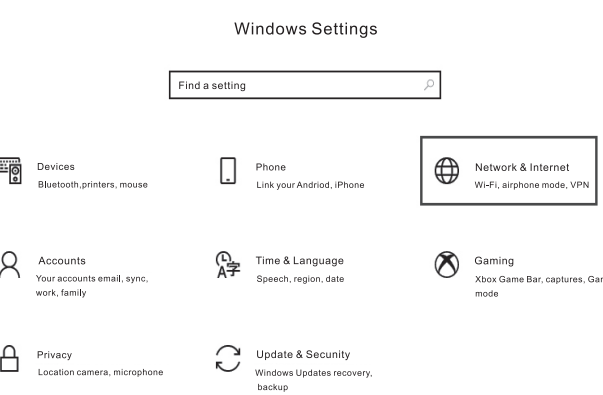 Windows Settings
Find a setting
Devices
Bluetooth,printers, mouse
Phone
Link your Andriod, iPhone
Network & Internet
Wi-Fi, airphone mode, VPN
Accounts
Your accounts email, sync,
work, family
Time & Language
Speech, region, date
Gaming
Xbox Game Bar, captures, Gar
mode
Privacy
Location camera, microphone
Update & Security
Windows Updates recovery,
backup